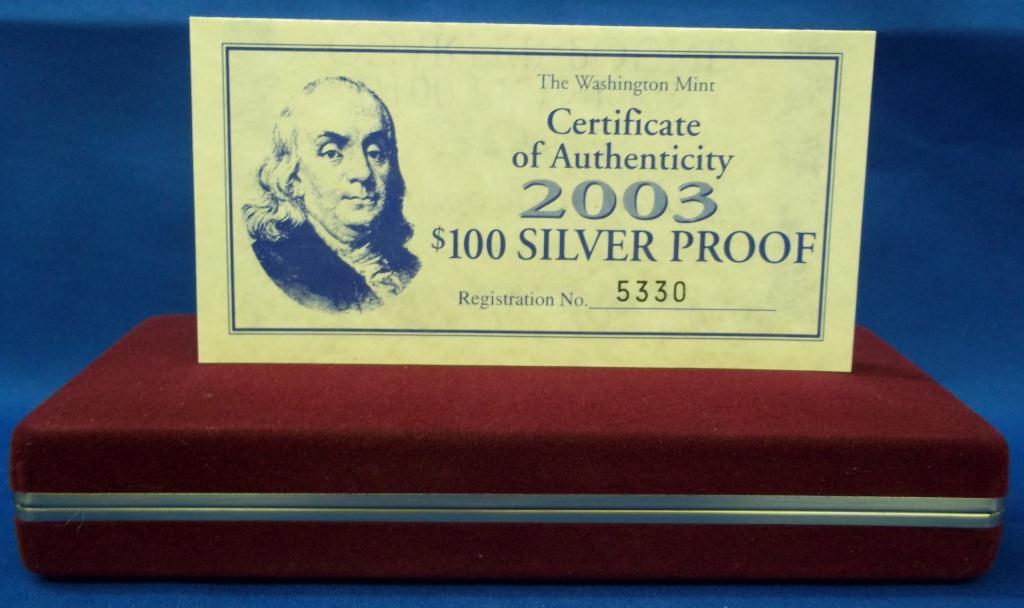 The Washington Mint
Certificate
of Authenticity
2003
$100 SILVER PROOF
Registration No. 5330